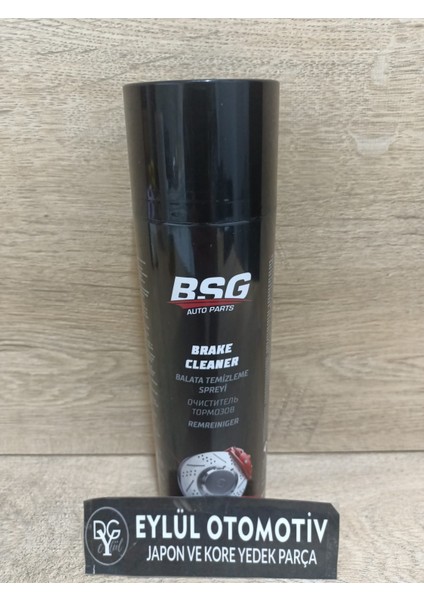 BSG
AUTO PARTS
BRAKE
CLEANER
BALATA TEMİZLEME
SPREYİ
ОЧИСТИТЕЛЬ
ТОРМОЗОВ
REMREINIGER
EYLÜL OTOMOTİV
JAPON VE KORE YEDEK PARÇA